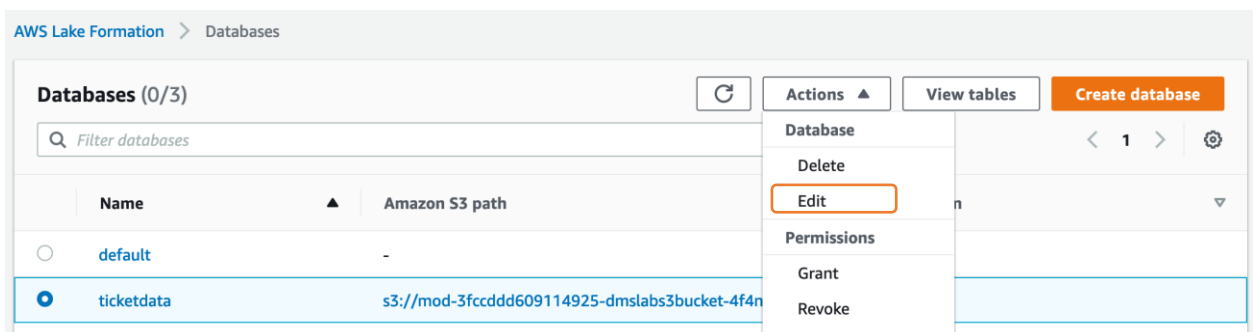 AWS Lake Formation > Databases
Databases (0/3)
Actions ▲
View tables
Create database
Filter databases
< 1 >
Database
Delete
Edit
Permissions
Grant
Revoke
Name ▲ Amazon S3 path
default -
ticketdata s3://mod-3fccddd609114925-dmslabs3bucket-4f4